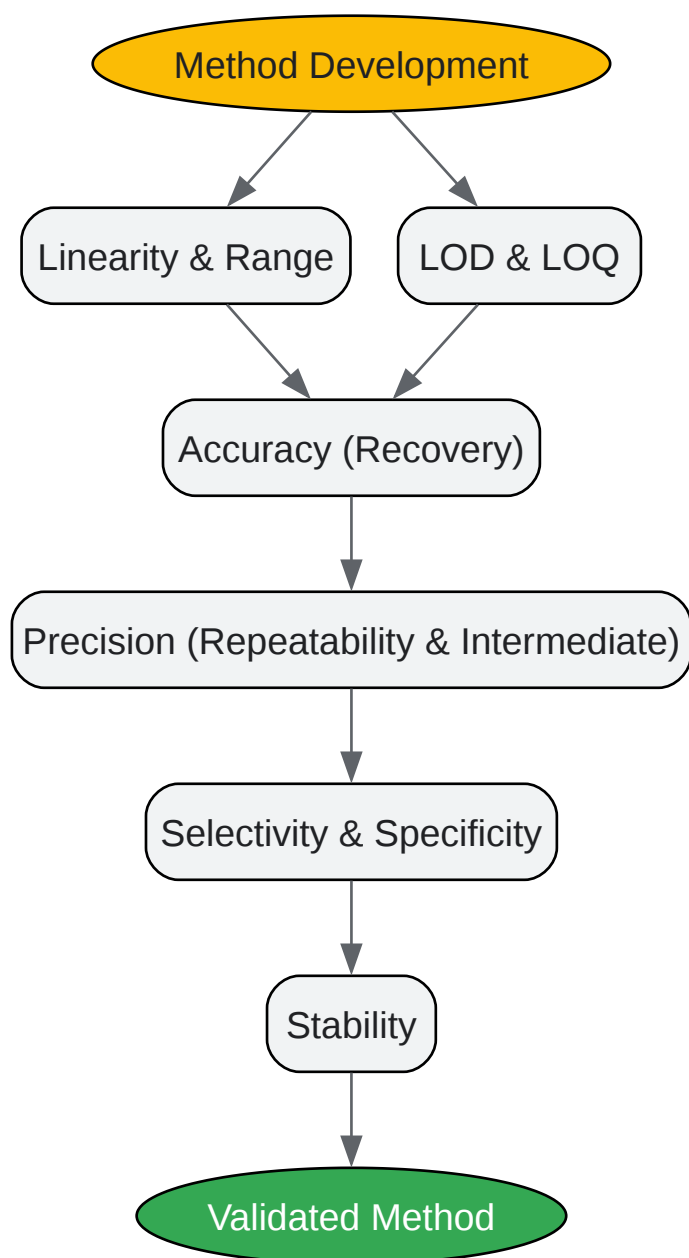 Method Development
Linearity & Range
LOD & LOQ
Accuracy (Recovery)
Precision (Repeatability & Intermediate)
Selectivity & Specificity
Stability
Validated Method